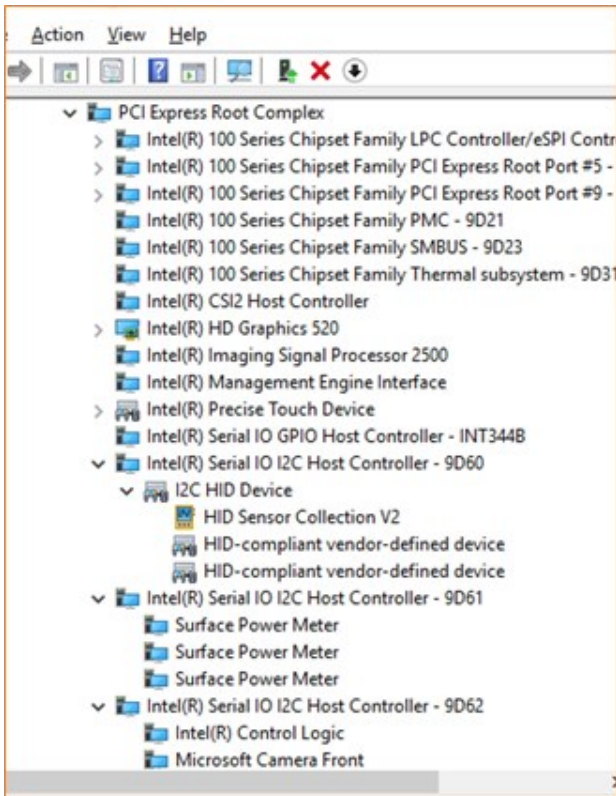 Action View Help
PCI Express Root Complex
Intel(R) 100 Series Chipset Family LPC Controller/eSPI Contr
Intel(R) 100 Series Chipset Family PCI Express Root Port #5 -
Intel(R) 100 Series Chipset Family PCI Express Root Port #9 -
Intel(R) 100 Series Chipset Family PMC - 9D21
Intel(R) 100 Series Chipset Family SMBUS - 9D23
Intel(R) 100 Series Chipset Family Thermal subsystem - 9D31
Intel(R) CSI2 Host Controller
Intel(R) HD Graphics 520
Intel(R) Imaging Signal Processor 2500
Intel(R) Management Engine Interface
Intel(R) Precise Touch Device
Intel(R) Serial IO GPIO Host Controller - INT344B
Intel(R) Serial IO I2C Host Controller - 9D60
I2C HID Device
HID Sensor Collection V2
HID-compliant vendor-defined device
HID-compliant vendor-defined device
Intel(R) Serial IO I2C Host Controller - 9D61
Surface Power Meter
Surface Power Meter
Surface Power Meter
Intel(R) Serial IO I2C Host Controller - 9D62
Intel(R) Control Logic
Microsoft Camera Front